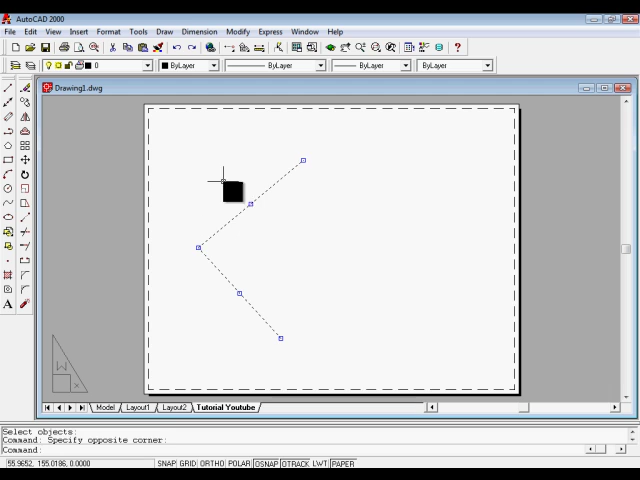 AutoCAD 2000
File Edit View Insert Format Tools Draw Dimension Modify Express Window Help
0 ByLayer ByLayer ByLayer ByLayer
Drawing1.dwg
W
X
Model Layout1 Layout2 Tutorial Youtube
Select objects:
Command: Specify opposite corner:
Command:
55.9652, 155.0186, 0.0000 SNAP GRID ORTHO POLAR OSNAP OTRACK LWT PAPER